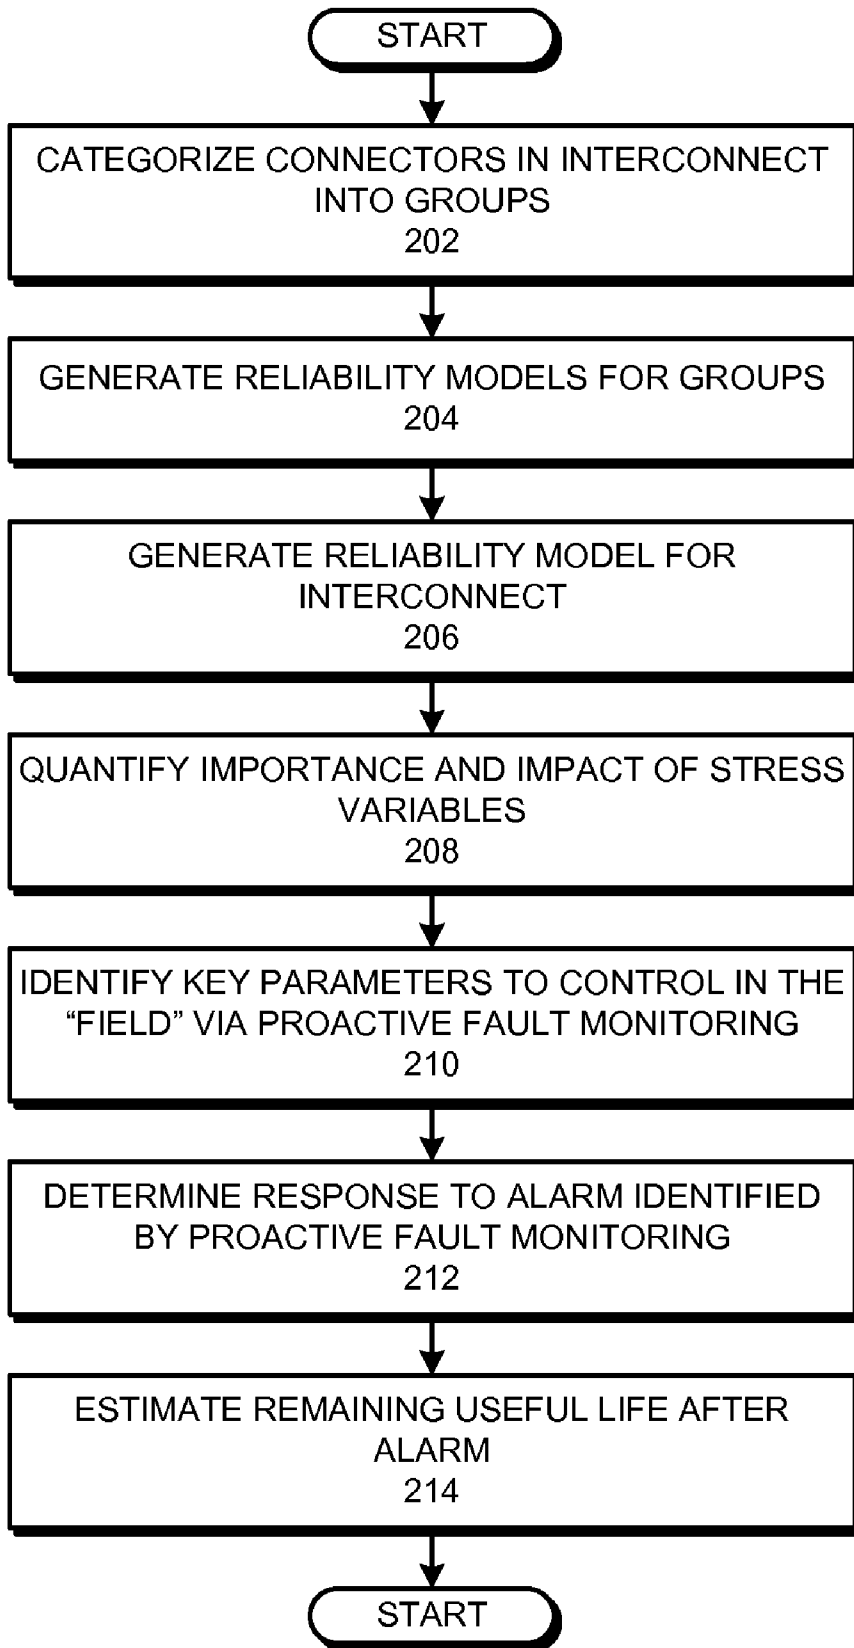 START
CATEGORIZE CONNECTORS IN INTERCONNECT
INTO GROUPS
202
GENERATE RELIABILITY MODELS FOR GROUPS
204
GENERATE RELIABILITY MODEL FOR
INTERCONNECT
206
QUANTIFY IMPORTANCE AND IMPACT OF STRESS
VARIABLES
208
IDENTIFY KEY PARAMETERS TO CONTROL IN THE
“FIELD” VIA PROACTIVE FAULT MONITORING
210
DETERMINE RESPONSE TO ALARM IDENTIFIED
BY PROACTIVE FAULT MONITORING
212
ESTIMATE REMAINING USEFUL LIFE AFTER
ALARM
214
START